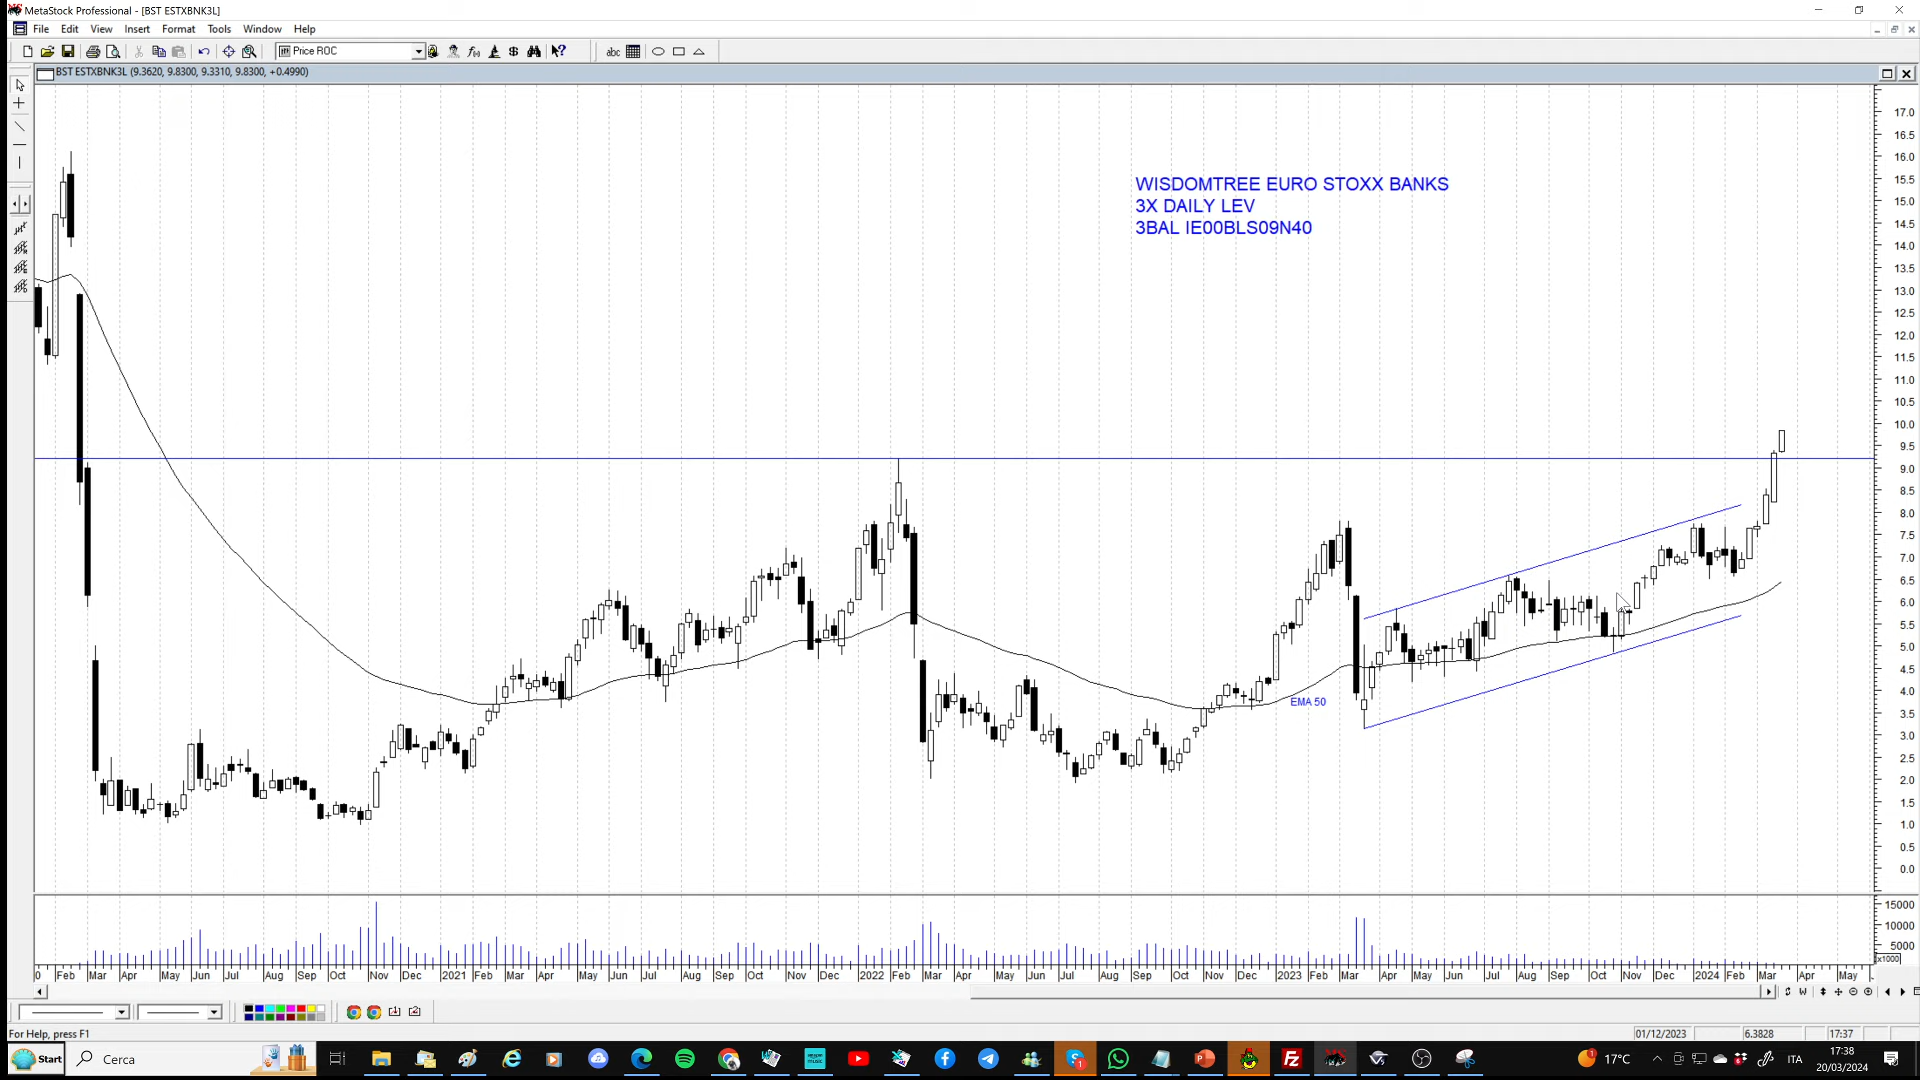 MetaStock Professional - [BST ESTXBNK3L]
File Edit View Insert Format Tools Window Help
Price ROC
abc
BST ESTXBNK3L (9.3620, 9.8300, 9.3310, 9.8300, +0.4990)
WISDOMTREE EURO STOXX BANKS
3X DAILY LEV
3BAL IE00BLS09N40
EMA 50
17.0
16.5
16.0
15.5
15.0
14.5
14.0
13.5
13.0
12.5
12.0
11.5
11.0
10.5
10.0
9.5
9.0
8.5
8.0
7.5
7.0
6.5
6.0
5.5
5.0
4.5
4.0
3.5
3.0
2.5
2.0
1.5
1.0
0.5
0.0
15000
10000
5000
x1000
0 Feb Mar Apr May Jun Jul Aug Sep Oct Nov Dec 2021 Feb Mar Apr May Jun Jul Aug Sep Oct Nov Dec 2022 Feb Mar Apr May Jun Jul Aug Sep Oct Nov Dec 2023 Feb Mar Apr May Jun Jul Aug Sep Oct Nov Dec 2024 Feb Mar Apr May
W
For Help, press F1
01/12/2023 6.3828 17:37
Start Cerca 17°C ITA 17:38
20/03/2024